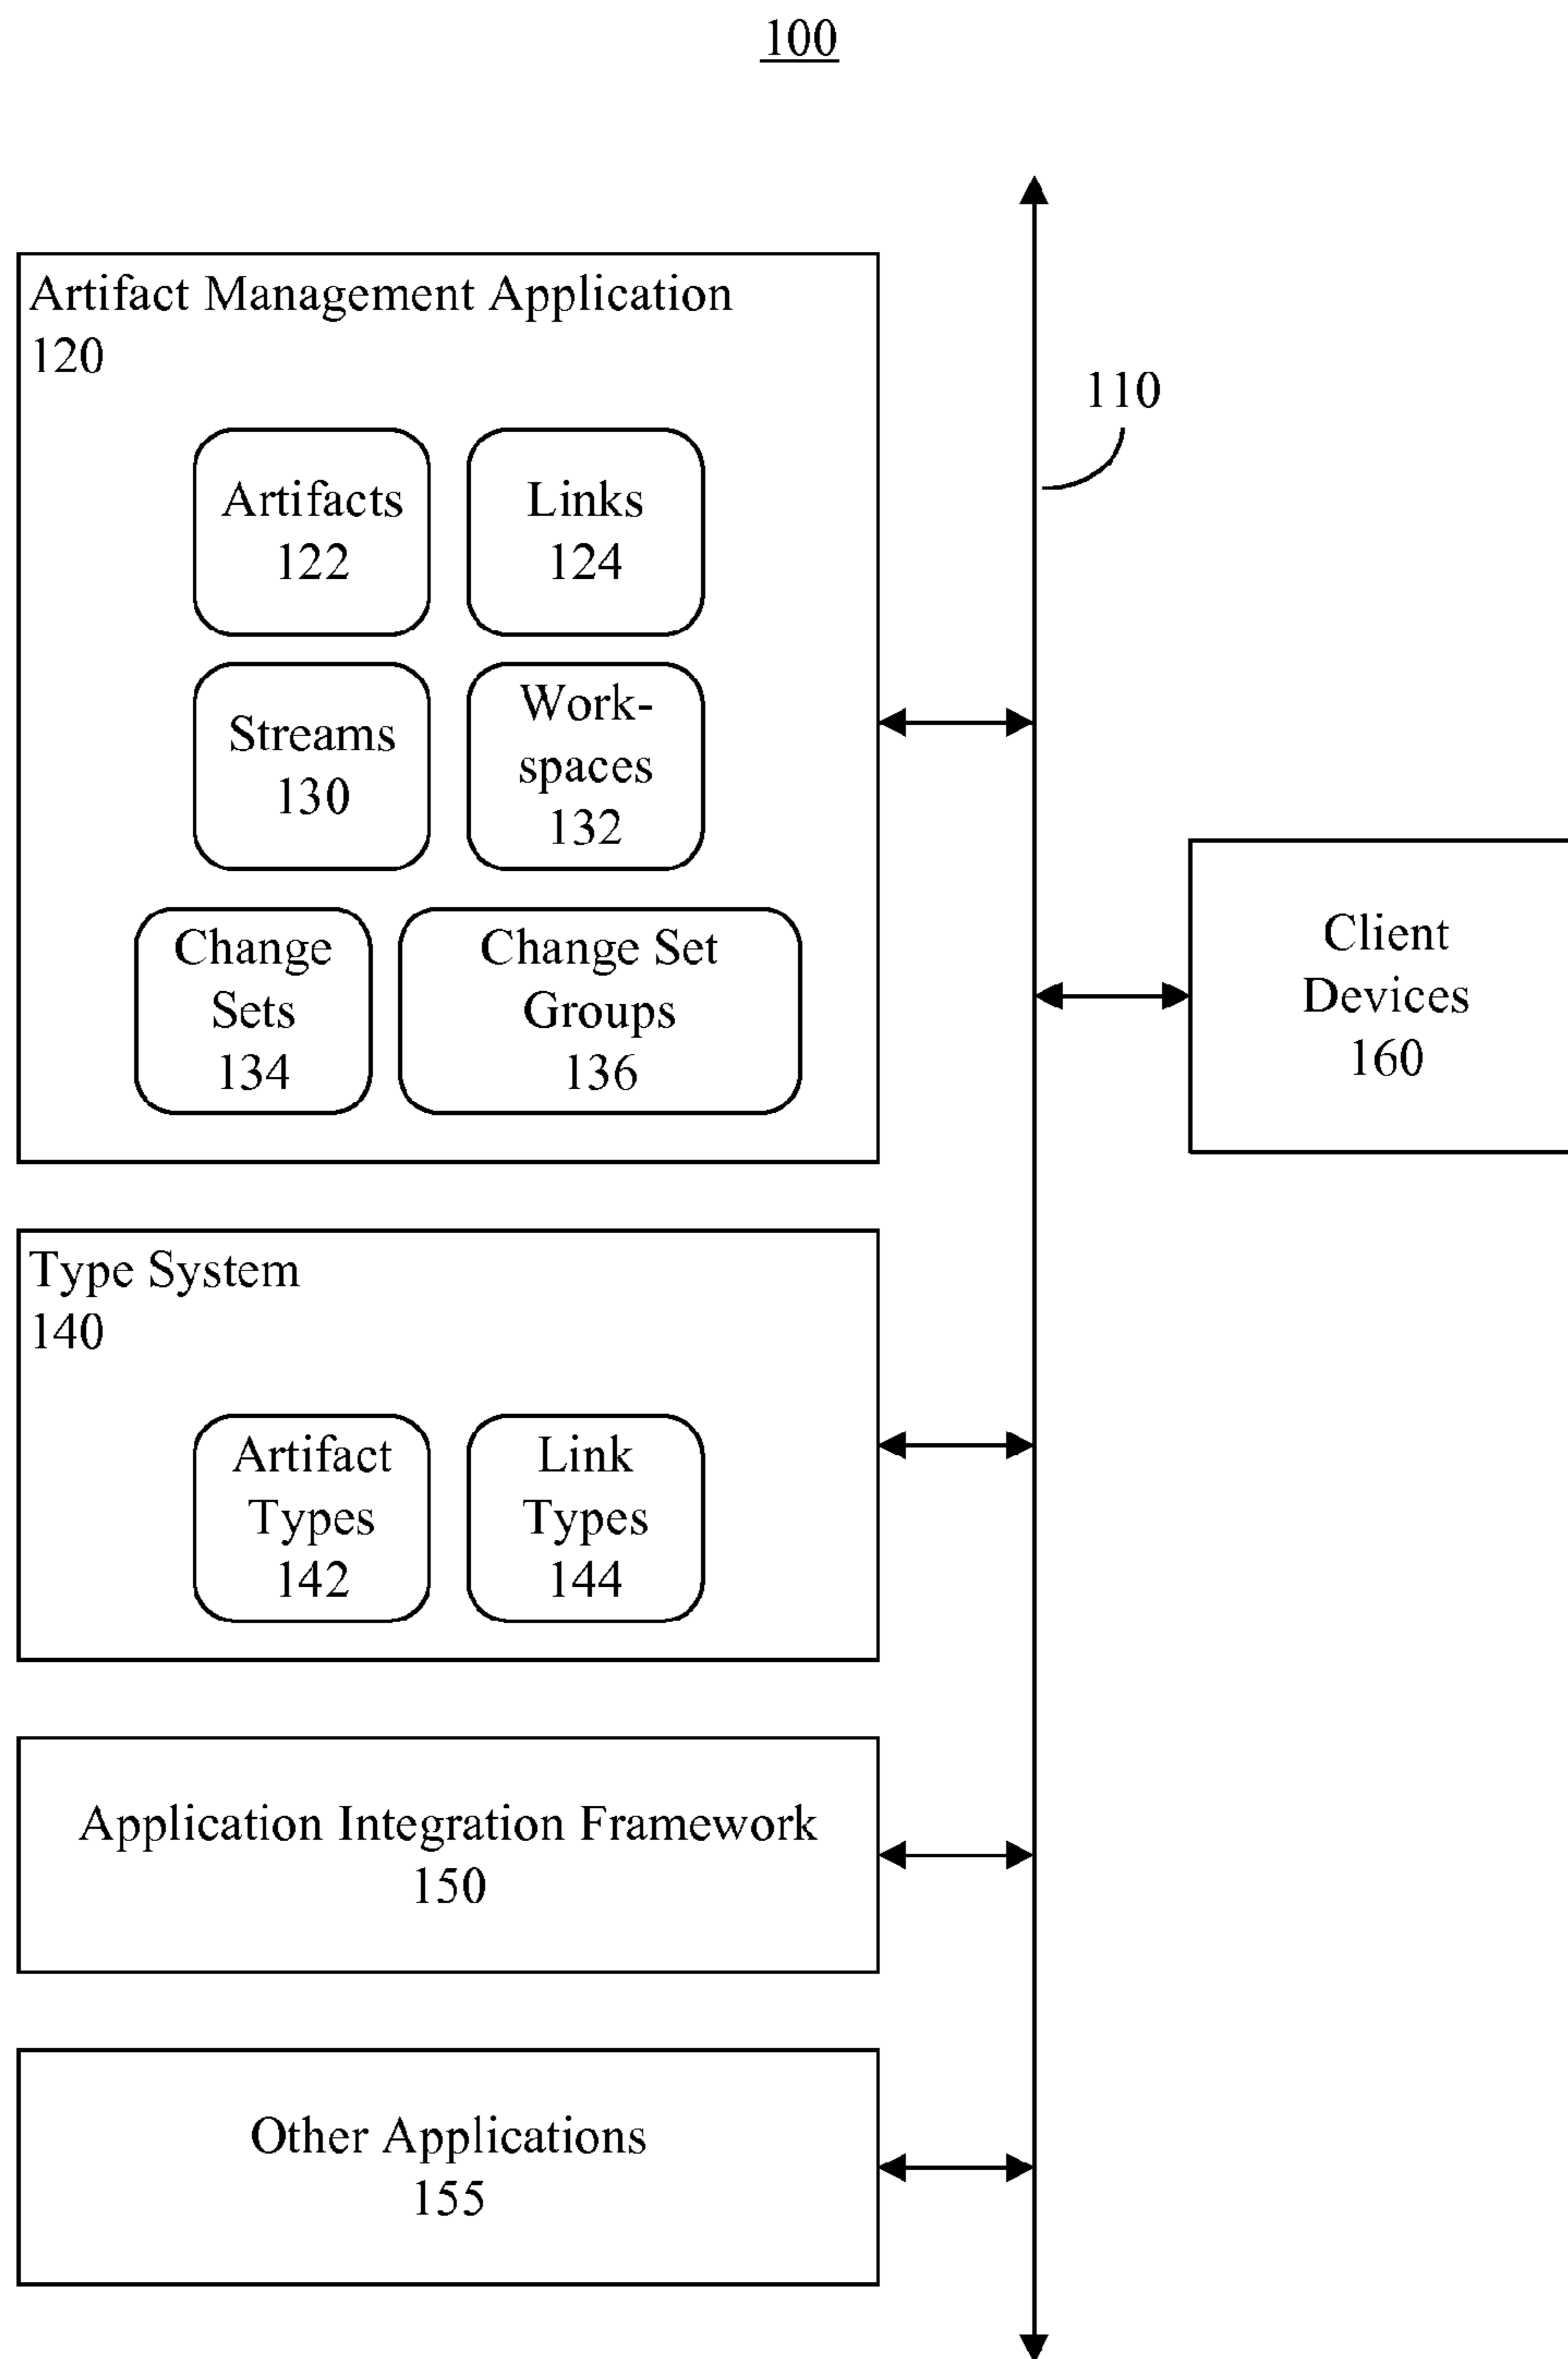 100
Artifact Management Application
120
110
Artifacts
122
Links
124
Streams
130
Work-
spaces
132
Change
Sets
134
Change Set
Groups
136
Client
Devices
160
Type System
140
Artifact
Types
142
Link
Types
144
Application Integration Framework
150
Other Applications
155